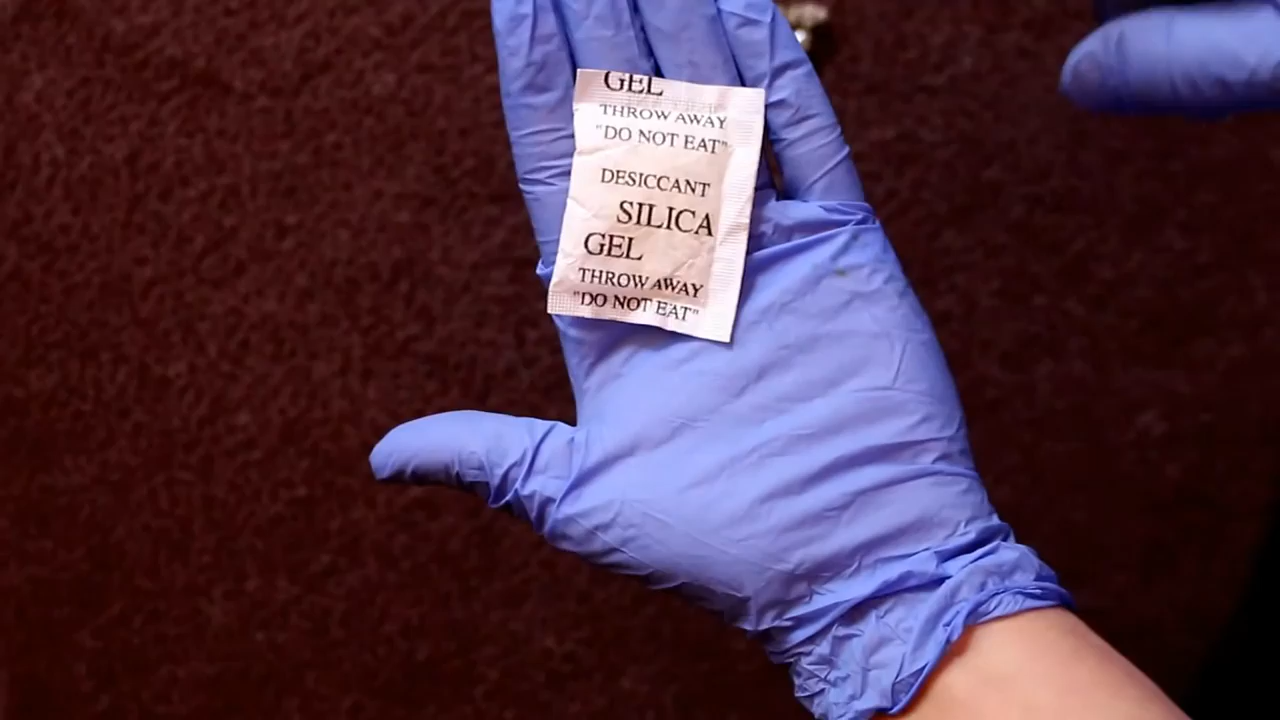 GEL
THROW AWAY
"DO NOT EAT"
DESICCANT
SILICA
GEL
THROW AWAY
"DO NOT EAT"